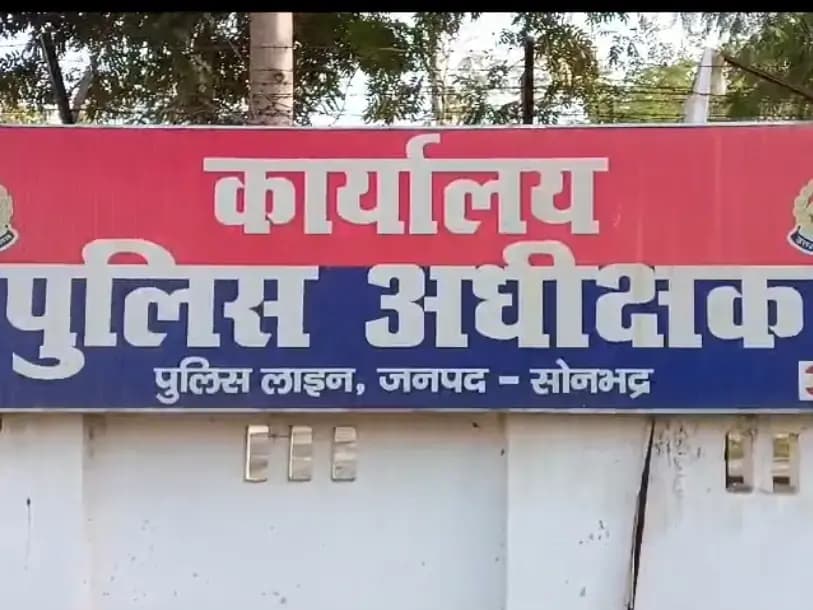 कार्यालय
पुलिस अधीक्षक
पुलिस लाइन, जनपद - सोनभद्र